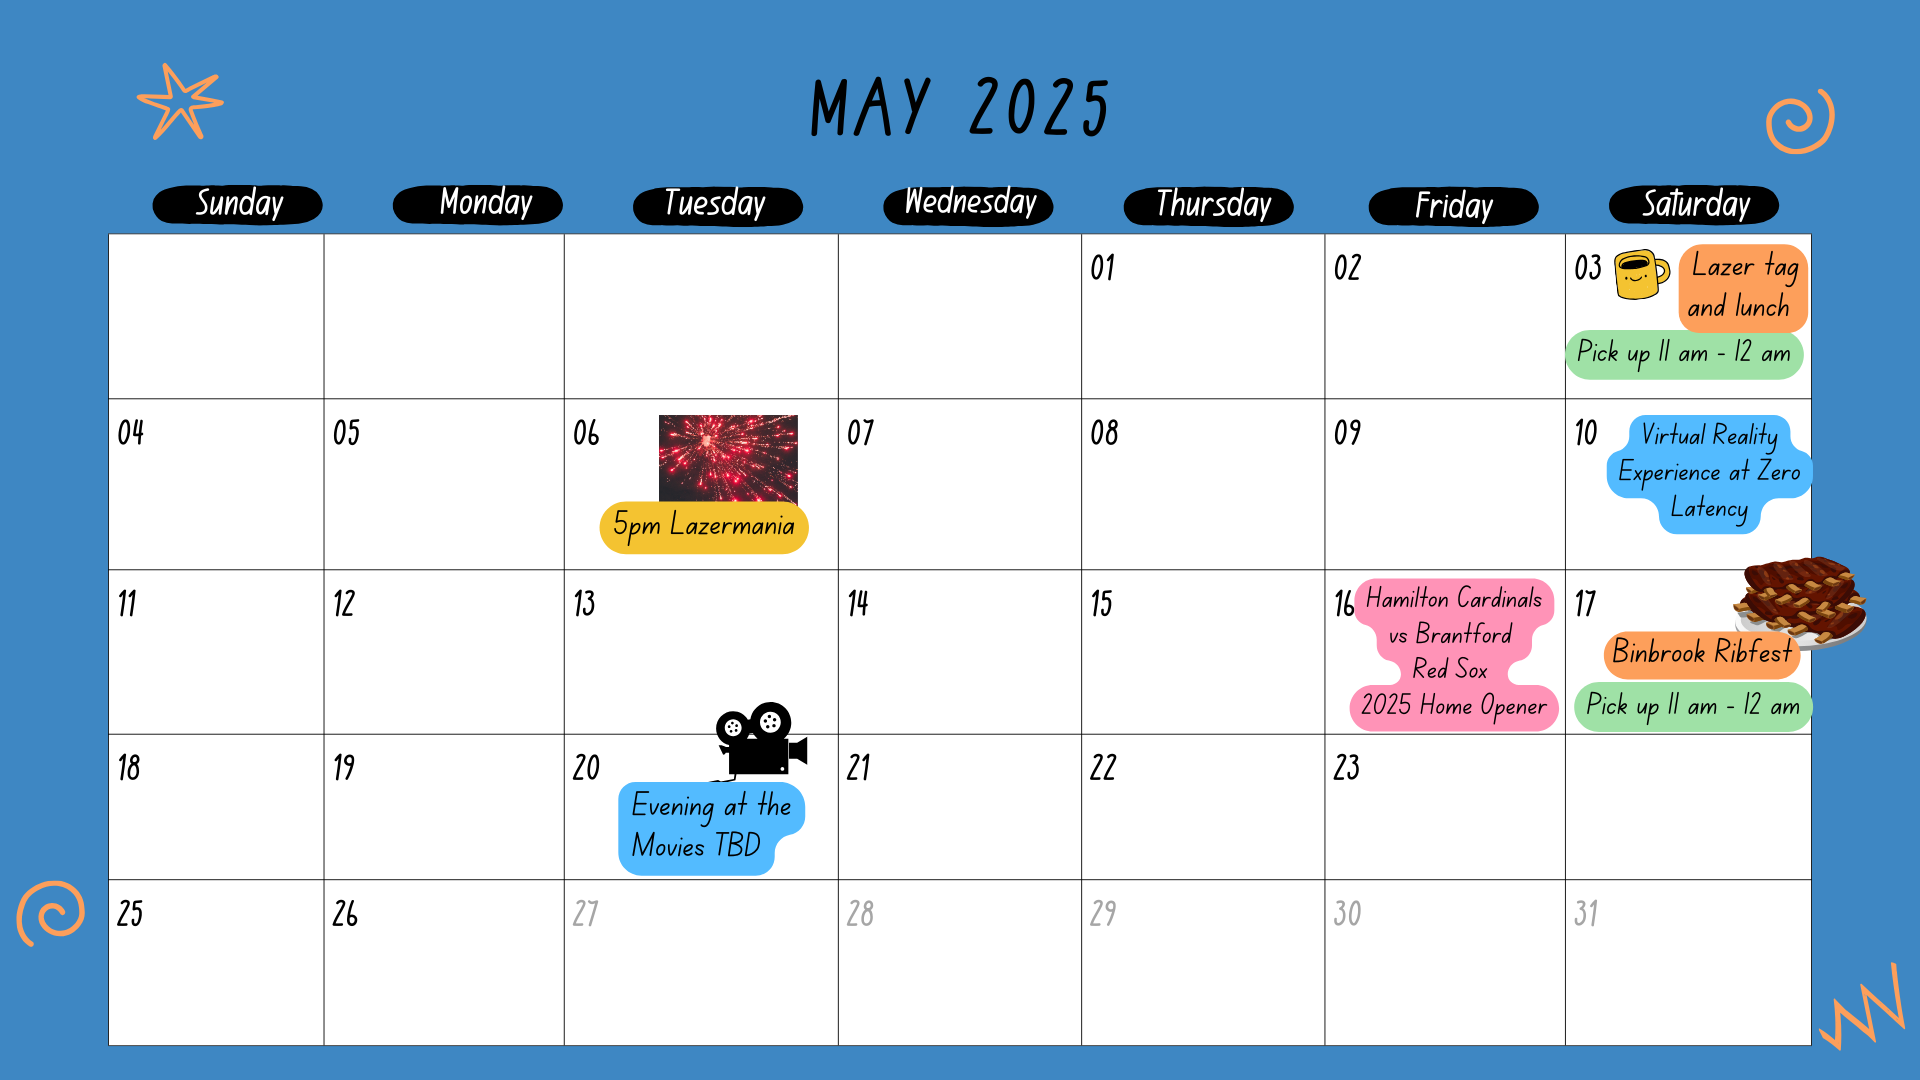 MAY 2025
Sunday
Monday
Tuesday
Wednesday
Thursday
Friday
Saturday
01
02
03
Lazer tag
and lunch
Pick up 11 am - 12 am
04
05
06
5pm Lazermania
07
08
09
10
Virtual Reality
Experience at Zero
Latency
11
12
13
14
15
16
Hamilton Cardinals
vs Brantford
Red Sox
2025 Home Opener
17
Binbrook Ribfest
Pick up 11 am - 12 am
18
19
20
Evening at the
Movies TBD
21
22
23
25
26
27
28
29
30
31